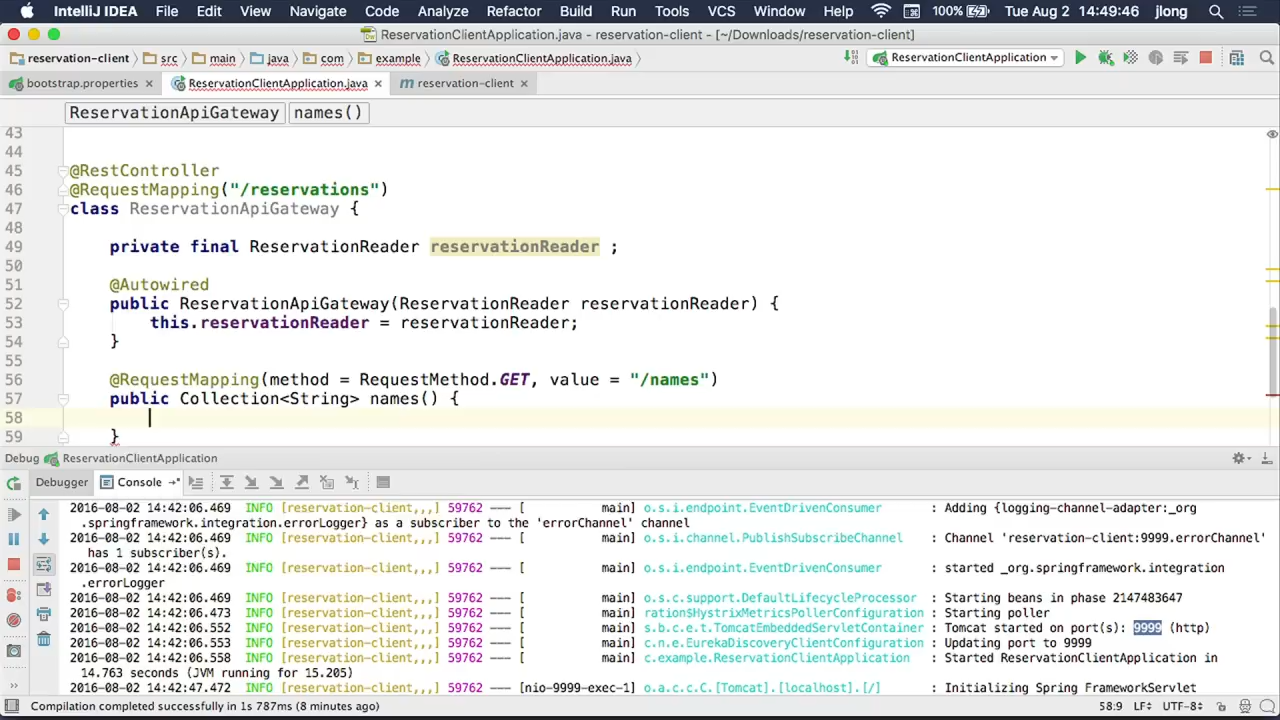 IntelliJ IDEA File Edit View Navigate Code Analyze Refactor Build Run Tools VCS Window Help 100% Tue Aug 2 14:49:46 jlong
ReservationClientApplication.java - reservation-client - [~/Downloads/reservation-client]
reservation-client src main java com example ReservationClientApplication.java ReservationClientApplication
bootstrap.properties ReservationClientApplication.java m reservation-client
ReservationApiGateway names()
43
44
45 @RestController
46 @RequestMapping("/reservations")
47 class ReservationApiGateway {
48
49 private final ReservationReader reservationReader ;
50
51 @Autowired
52 public ReservationApiGateway(ReservationReader reservationReader) {
53 this.reservationReader = reservationReader;
54 }
55
56 @RequestMapping(method = RequestMethod.GET, value = "/names")
57 public Collection<String> names() {
58
59 }
Debug ReservationClientApplication
Debugger Console
2016-08-02 14:42:06.469 INFO [reservation-client,,,] 59762 --- [ main] o.s.i.endpoint.EventDrivenConsumer : Adding {logging-channel-adapter:_org
.springframework.integration.errorLogger} as a subscriber to the 'errorChannel' channel
2016-08-02 14:42:06.469 INFO [reservation-client,,,] 59762 --- [ main] o.s.i.channel.PublishSubscribeChannel : Channel 'reservation-client:9999.errorChannel'
has 1 subscriber(s).
2016-08-02 14:42:06.469 INFO [reservation-client,,,] 59762 --- [ main] o.s.i.endpoint.EventDrivenConsumer : started _org.springframework.integration
.errorLogger
2016-08-02 14:42:06.469 INFO [reservation-client,,,] 59762 --- [ main] o.s.c.support.DefaultLifecycleProcessor : Starting beans in phase 2147483647
2016-08-02 14:42:06.473 INFO [reservation-client,,,] 59762 --- [ main] ration$HystrixMetricsPollerConfiguration : Starting poller
2016-08-02 14:42:06.552 INFO [reservation-client,,,] 59762 --- [ main] s.b.c.e.t.TomcatEmbeddedServletContainer : Tomcat started on port(s): 9999 (http)
2016-08-02 14:42:06.552 INFO [reservation-client,,,] 59762 --- [ main] c.n.e.EurekaDiscoveryClientConfiguration : Updating port to 9999
2016-08-02 14:42:06.558 INFO [reservation-client,,,] 59762 --- [ main] c.example.ReservationClientApplication : Started ReservationClientApplication in
14.763 seconds (JVM running for 15.205)
2016-08-02 14:42:47.472 INFO [reservation-client,,,] 59762 --- [nio-9999-exec-1] o.a.c.c.C.[Tomcat].[localhost].[/] : Initializing Spring FrameworkServlet
Compilation completed successfully in 1s 787ms (8 minutes ago) 58:9 LF UTF-8